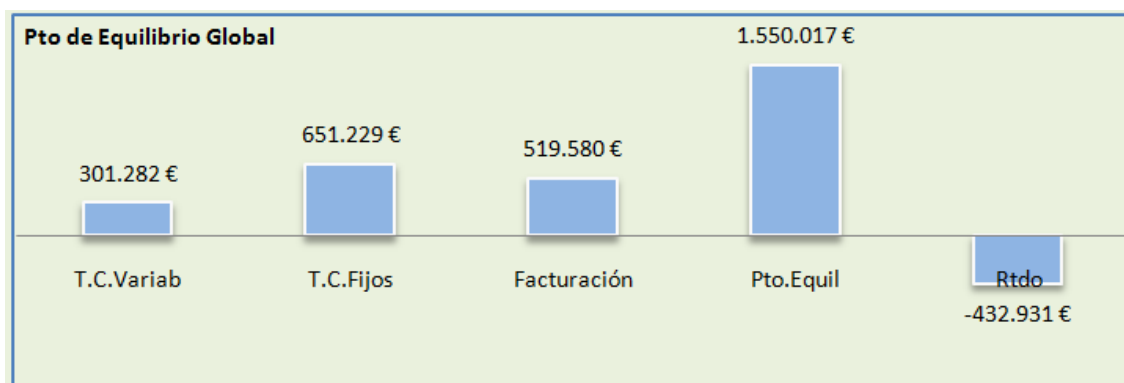 Pto de Equilibrio Global
1.550.017 €
651.229 €
519.580 €
301.282 €
T.C.Variab
T.C.Fijos
Facturación
Pto.Equil
Rtdo
-432.931 €